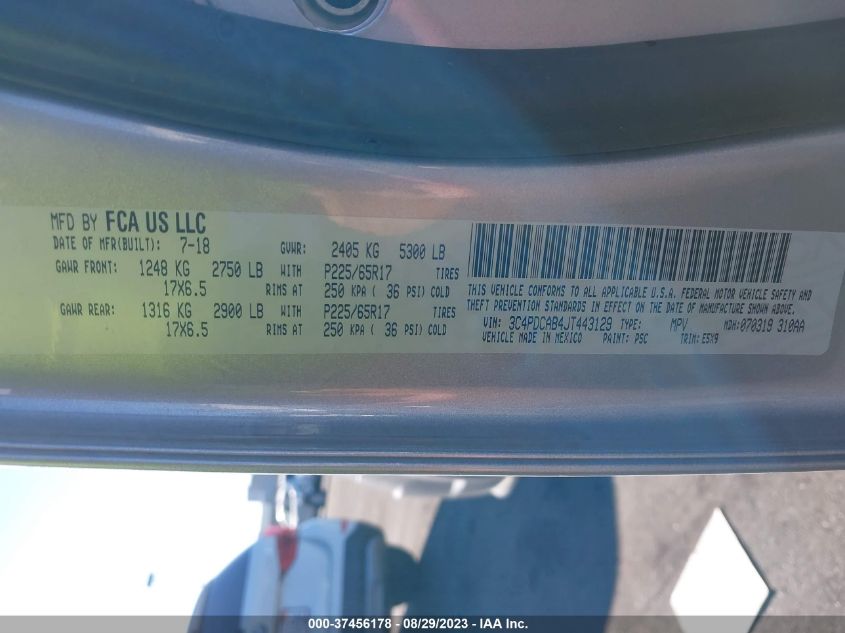 MFD BY FCA US LLC
DATE OF MFR(BUILT): 7-18 GVWR: 2405 KG 5300 LB
GAWR FRONT: 1248 KG 2750 LB WITH P225/65R17 TIRES
17X6.5 RIMS AT 250 KPA ( 36 PSI) COLD
GAWR REAR: 1316 KG 2900 LB WITH P225/65R17 TIRES
17X6.5 RIMS AT 250 KPA ( 36 PSI) COLD
THIS VEHICLE CONFORMS TO ALL APPLICABLE U.S.A. FEDERAL MOTOR VEHICLE SAFETY AND
THEFT PREVENTION STANDARDS IN EFFECT ON THE DATE OF MANUFACTURE SHOWN ABOVE.
VIN: 3C4PDCAB4JT443129 TYPE: MPV MDH: 070319 310AA
VEHICLE MADE IN MEXICO PAINT: PSC TRIM: E5X9
000-37456178 - 08/29/2023 - IAA Inc.